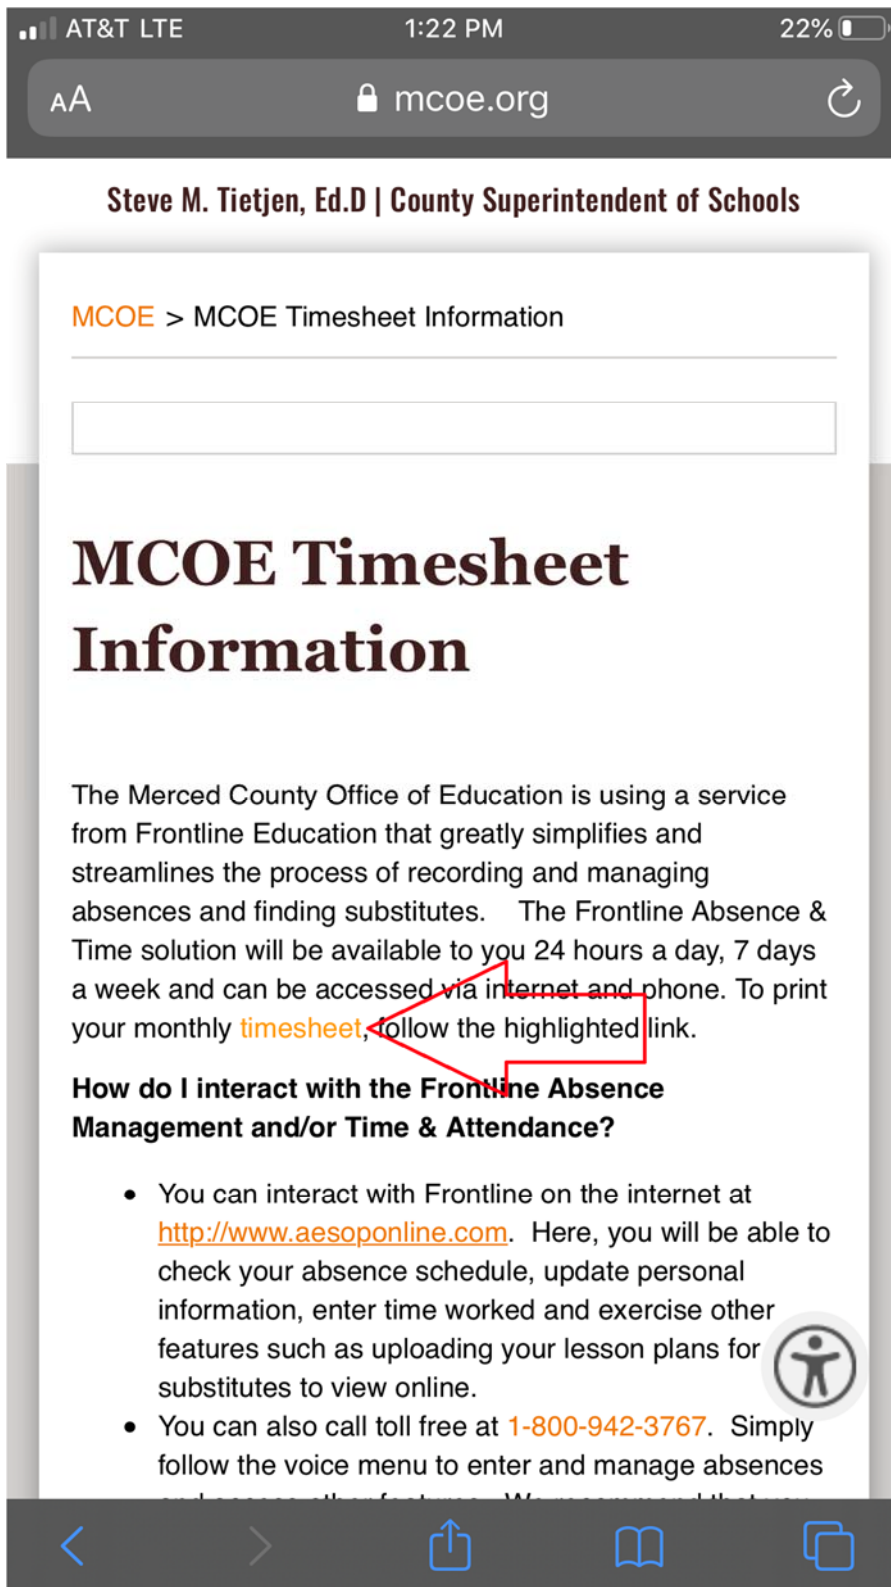 AT&T LTE 1:22 PM 22%
AA mcoe.org
Steve M. Tietjen, Ed.D | County Superintendent of Schools
MCOE > MCOE Timesheet Information
MCOE Timesheet
Information
The Merced County Office of Education is using a service
from Frontline Education that greatly simplifies and
streamlines the process of recording and managing
absences and finding substitutes. The Frontline Absence &
Time solution will be available to you 24 hours a day, 7 days
a week and can be accessed via internet and phone. To print
your monthly timesheet, follow the highlighted link.
How do I interact with the Frontline Absence
Management and/or Time & Attendance?
• You can interact with Frontline on the internet at
http://www.aesoponline.com. Here, you will be able to
check your absence schedule, update personal
information, enter time worked and exercise other
features such as uploading your lesson plans for
substitutes to view online.
• You can also call toll free at 1-800-942-3767. Simply
follow the voice menu to enter and manage absences